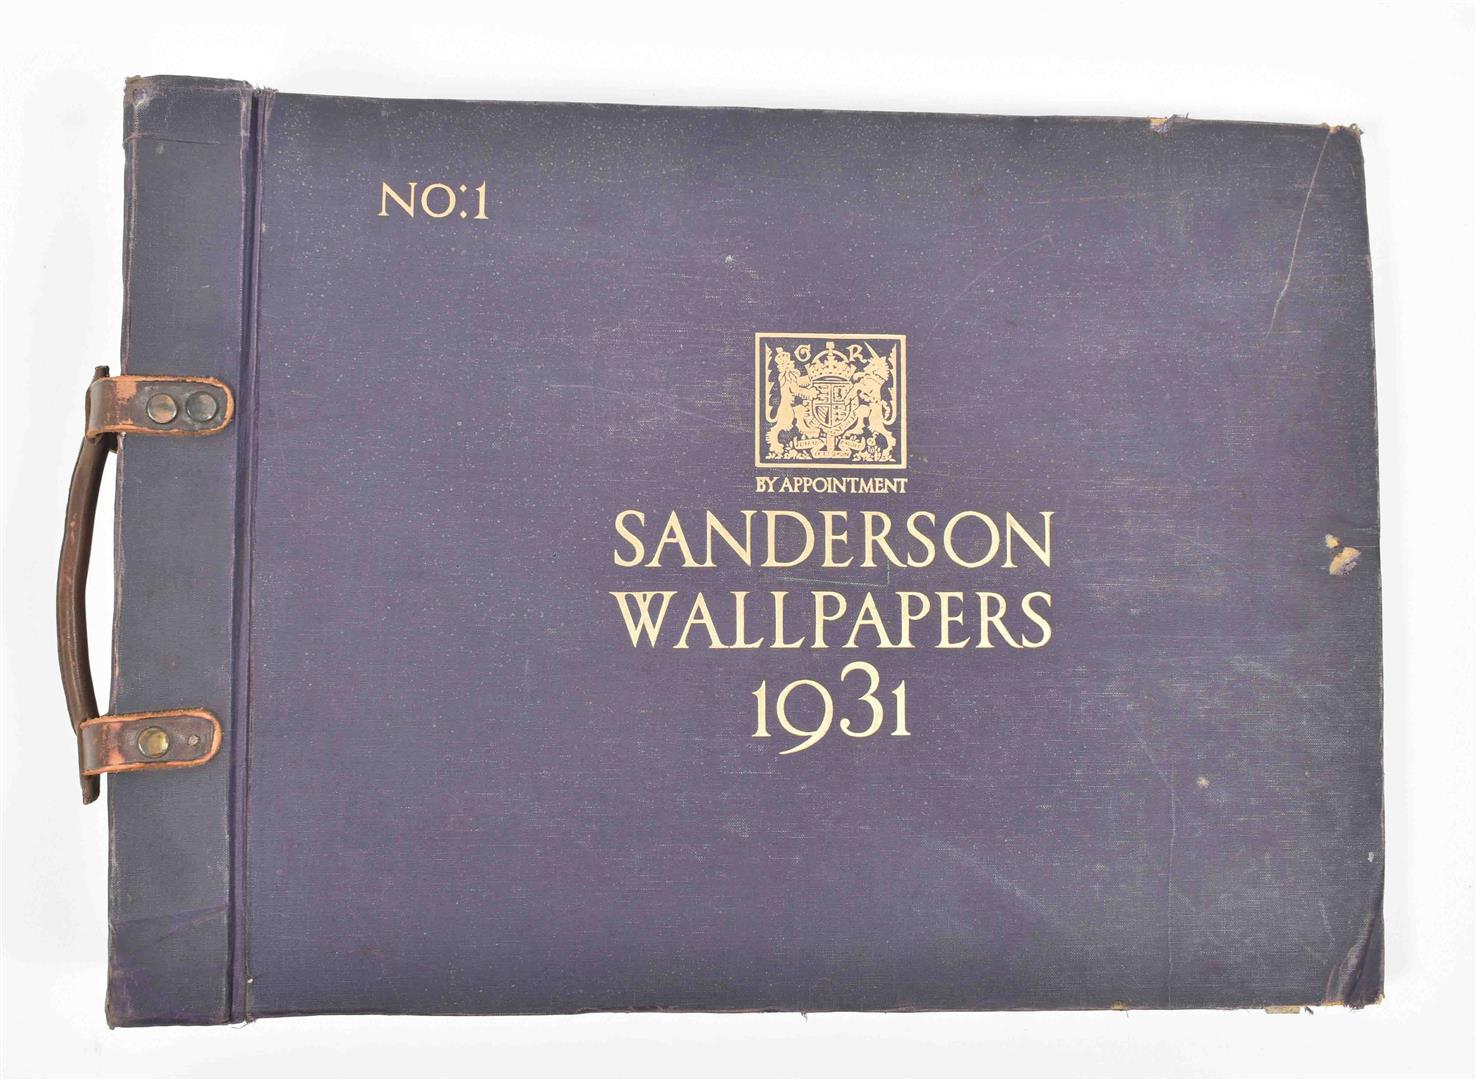 NO:1
G R
BY APPOINTMENT
SANDERSON
WALLPAPERS
1931